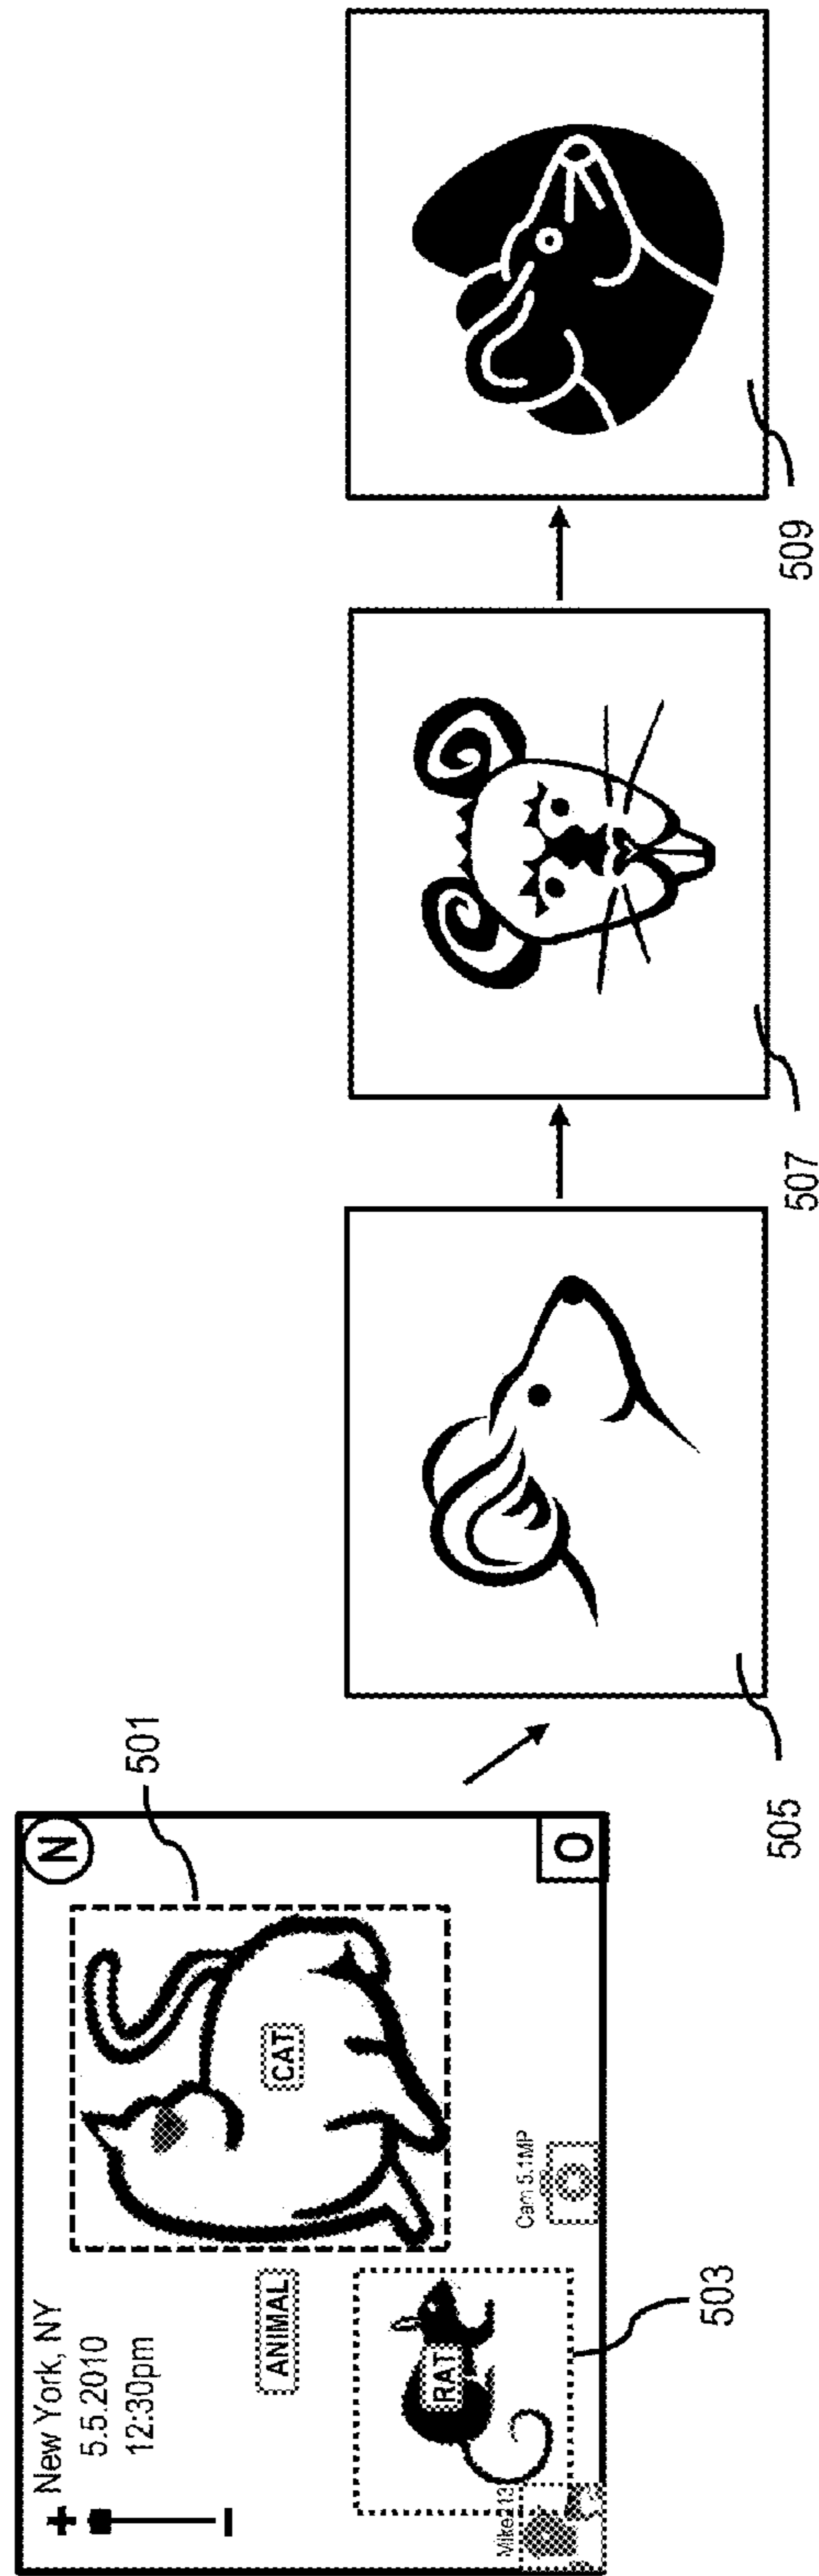 New York, NY
5.5.2010
12:30pm
N
ANIMAL
CAT
RAT
Cam 5.1MP
O
501
503
505
507
509